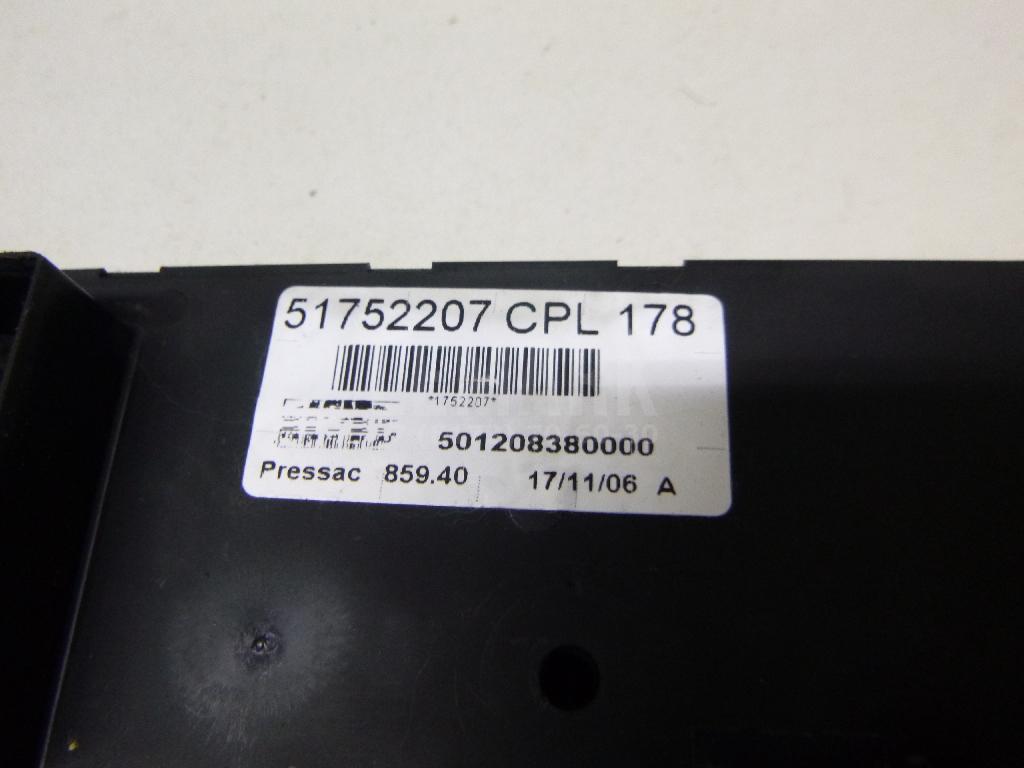 51752207 CPL 178
*1752207*
501208380000
Pressac 859.40 17/11/06 A